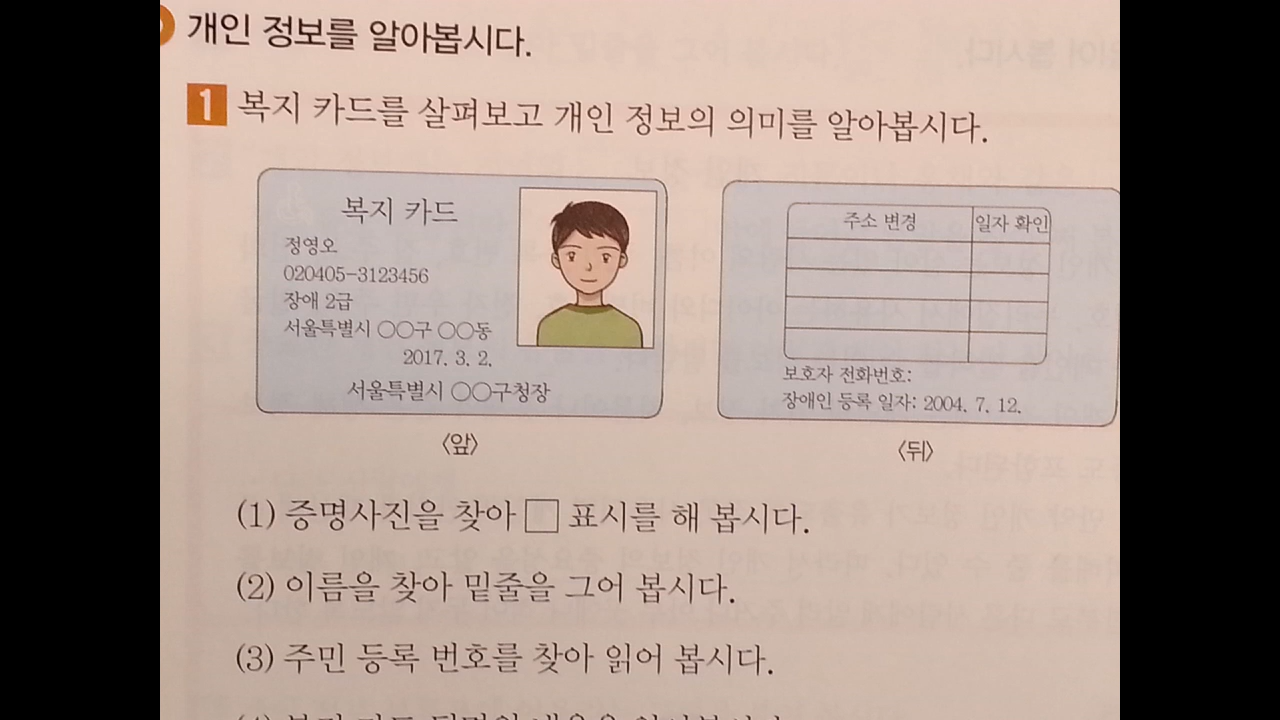 개인 정보를 알아봅시다.
1 복지 카드를 살펴보고 개인 정보의 의미를 알아봅시다.
복지 카드
정영오
020405-3123456
장애 2급
서울특별시 ○○구 ○○동
2017. 3. 2.
서울특별시 ○○구청장
〈앞〉
주소 변경 일자 확인
보호자 전화번호:
장애인 등록 일자: 2004. 7. 12.
〈뒤〉
(1) 증명사진을 찾아 □ 표시를 해 봅시다.
(2) 이름을 찾아 밑줄을 그어 봅시다.
(3) 주민 등록 번호를 찾아 읽어 봅시다.